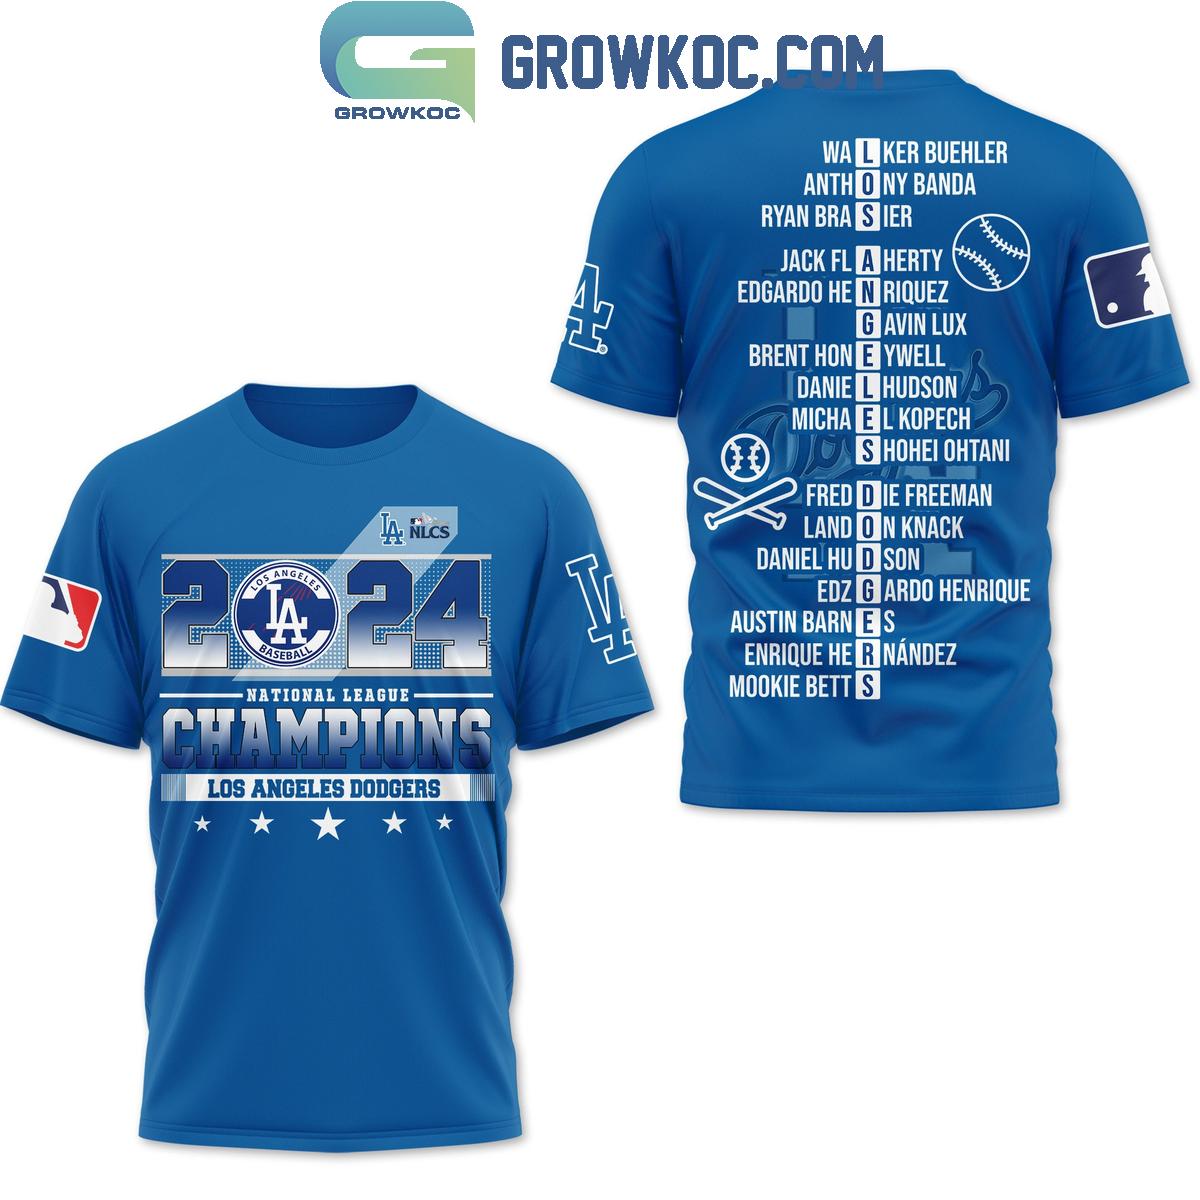 GROWKOC
GROWKOC.COM
WALKER BUEHLER
ANTHONY BANDA
RYAN BRASIER
JACK FLAHERTY
EDGARDO HENRIQUEZ
GAVIN LUX
BRENT HONEYWELL
DANIEL HUDSON
MICHAEL KOPECH
SHOHEI OHTANI
FREDDIE FREEMAN
LANDON KNACK
DANIEL HUDSON
EDZGARDO HENRIQUE
AUSTIN BARNES
ENRIQUE HERNÁNDEZ
MOOKIE BETTS
LA
LA NLCS
2024
LOS ANGELES
LA
BASEBALL
NATIONAL LEAGUE
CHAMPIONS
LOS ANGELES DODGERS
LA